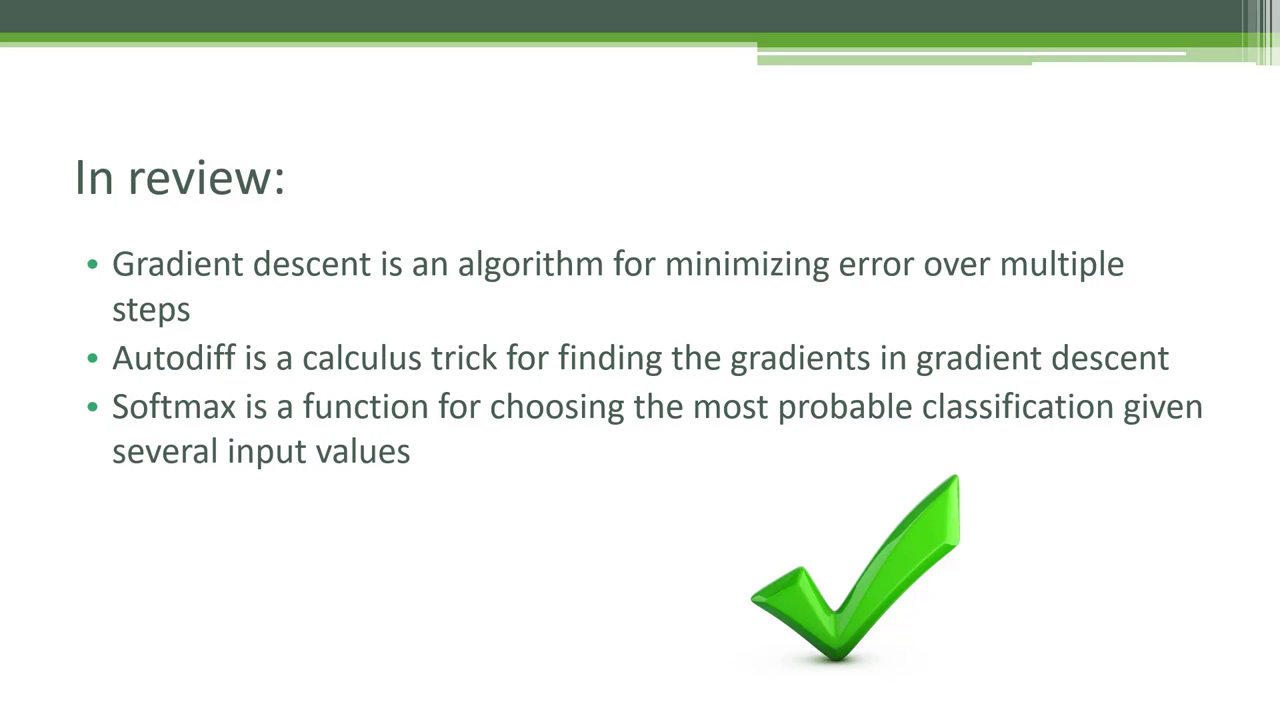 In review:
• Gradient descent is an algorithm for minimizing error over multiple
steps
• Autodiff is a calculus trick for finding the gradients in gradient descent
• Softmax is a function for choosing the most probable classification given
several input values